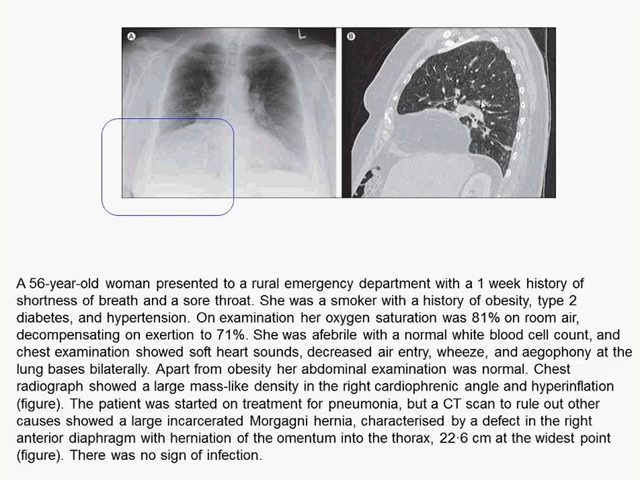 A
L
B
A 56-year-old woman presented to a rural emergency department with a 1 week history of
shortness of breath and a sore throat. She was a smoker with a history of obesity, type 2
diabetes, and hypertension. On examination her oxygen saturation was 81% on room air,
decompensating on exertion to 71%. She was afebrile with a normal white blood cell count, and
chest examination showed soft heart sounds, decreased air entry, wheeze, and aegophony at the
lung bases bilaterally. Apart from obesity her abdominal examination was normal. Chest
radiograph showed a large mass-like density in the right cardiophrenic angle and hyperinflation
(figure). The patient was started on treatment for pneumonia, but a CT scan to rule out other
causes showed a large incarcerated Morgagni hernia, characterised by a defect in the right
anterior diaphragm with herniation of the omentum into the thorax, 22·6 cm at the widest point
(figure). There was no sign of infection.